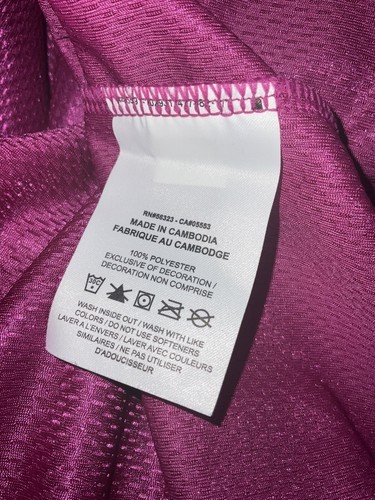 RN#56323 - CA#05553
MADE IN CAMBODIA
FABRIQUE AU CAMBODGE
100% POLYESTER
EXCLUSIVE OF DECORATION /
DECORATION NON COMPRISE
WASH INSIDE OUT / WASH WITH LIKE
COLORS / DO NOT USE SOFTENERS
LAVER A L'ENVERS / LAVER AVEC COULEURS
SIMILAIRES / NE PAS UTILISER
D'ADOUCISSEUR